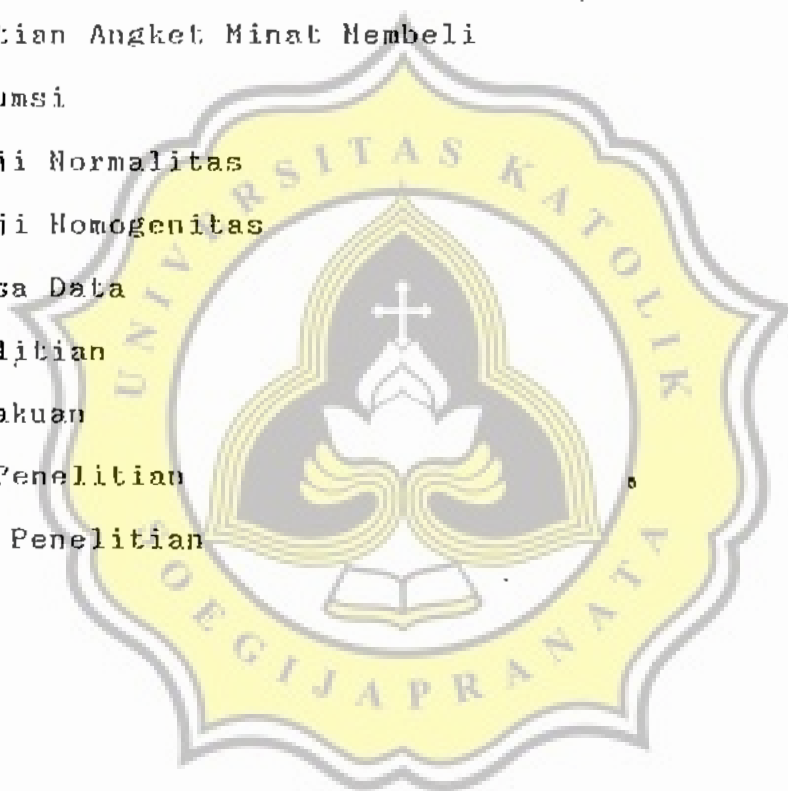 tian Angket Minat Membeli
umsi
ji Normalitas
ji Homogenitas
sa Data
litian
akuan
Penelitian
Penelitian
UNIVERSITAS KATOLIK
SOEGIJAPRANATA